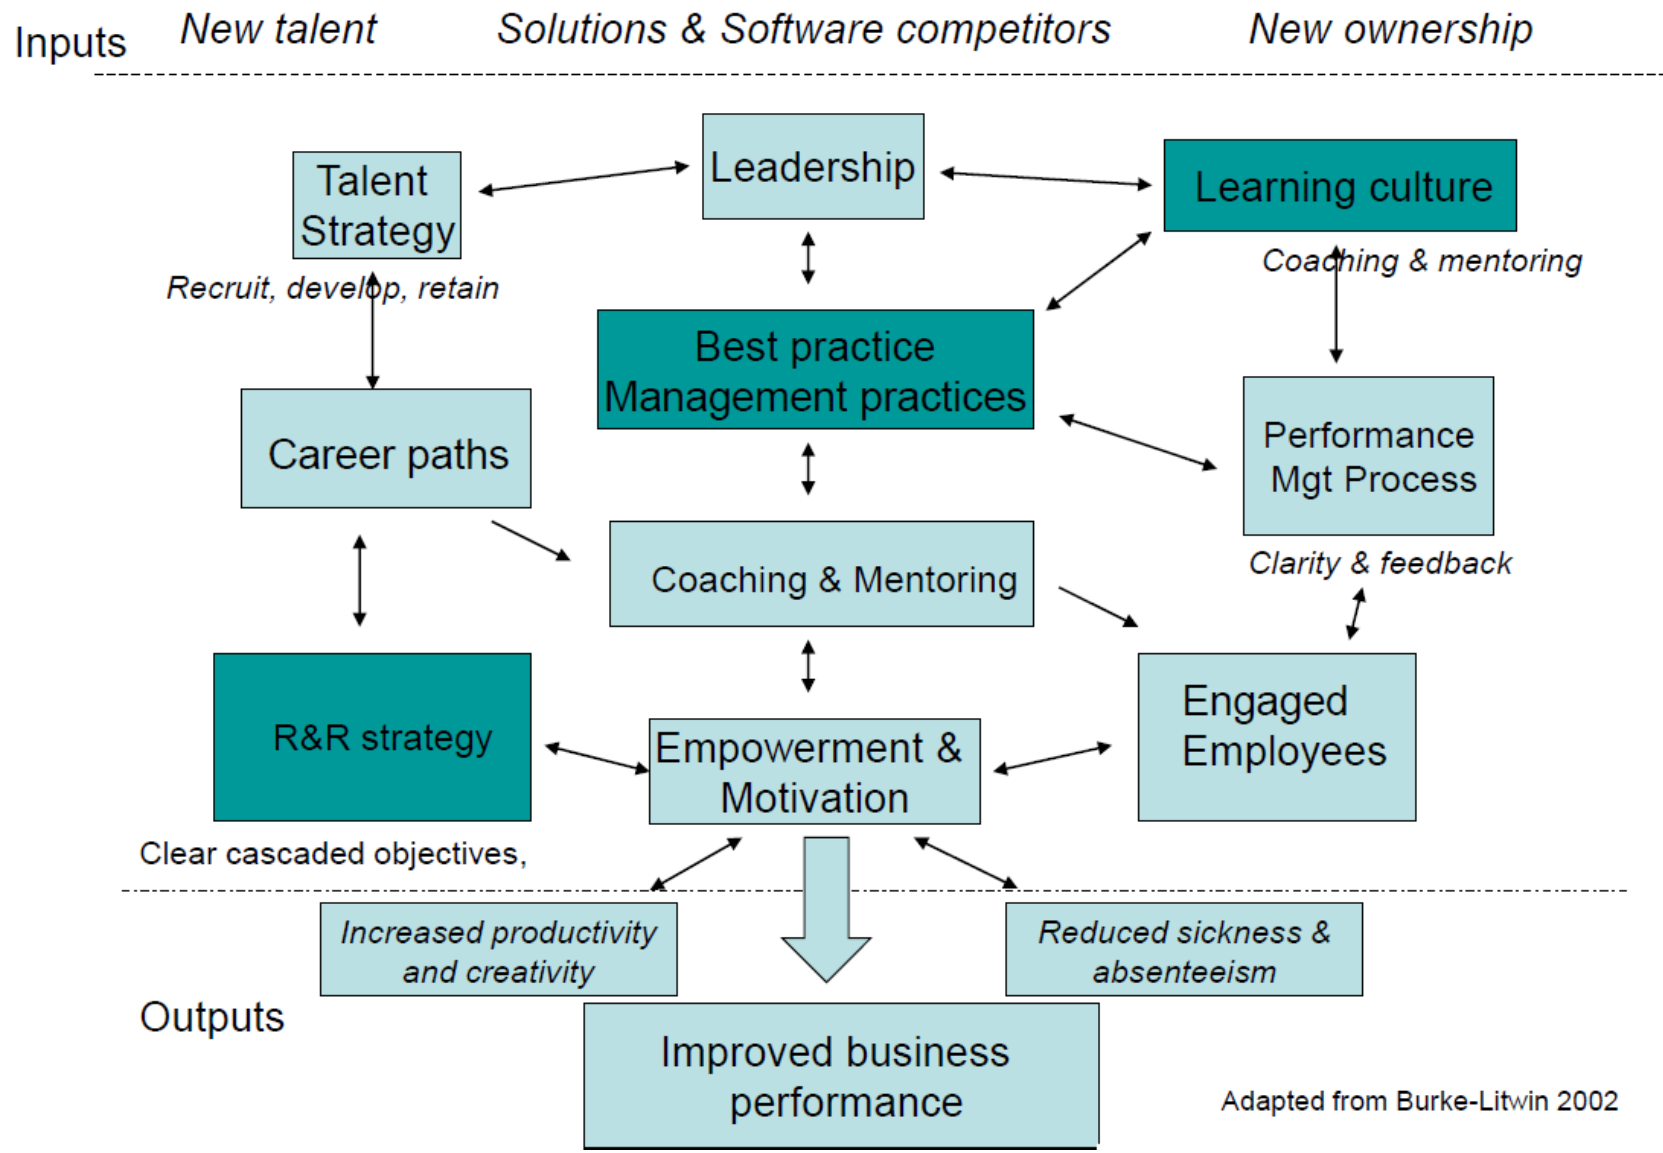 Inputs
New talent
Solutions & Software competitors
New ownership
Talent
Strategy
Leadership
Learning culture
Recruit, develop, retain
Coaching & mentoring
Best practice
Management practices
Career paths
Performance
Mgt Process
Coaching & Mentoring
Clarity & feedback
R&R strategy
Empowerment &
Motivation
Engaged
Employees
Clear cascaded objectives,
Increased productivity
and creativity
Reduced sickness &
absenteeism
Outputs
Improved business
performance
Adapted from Burke-Litwin 2002